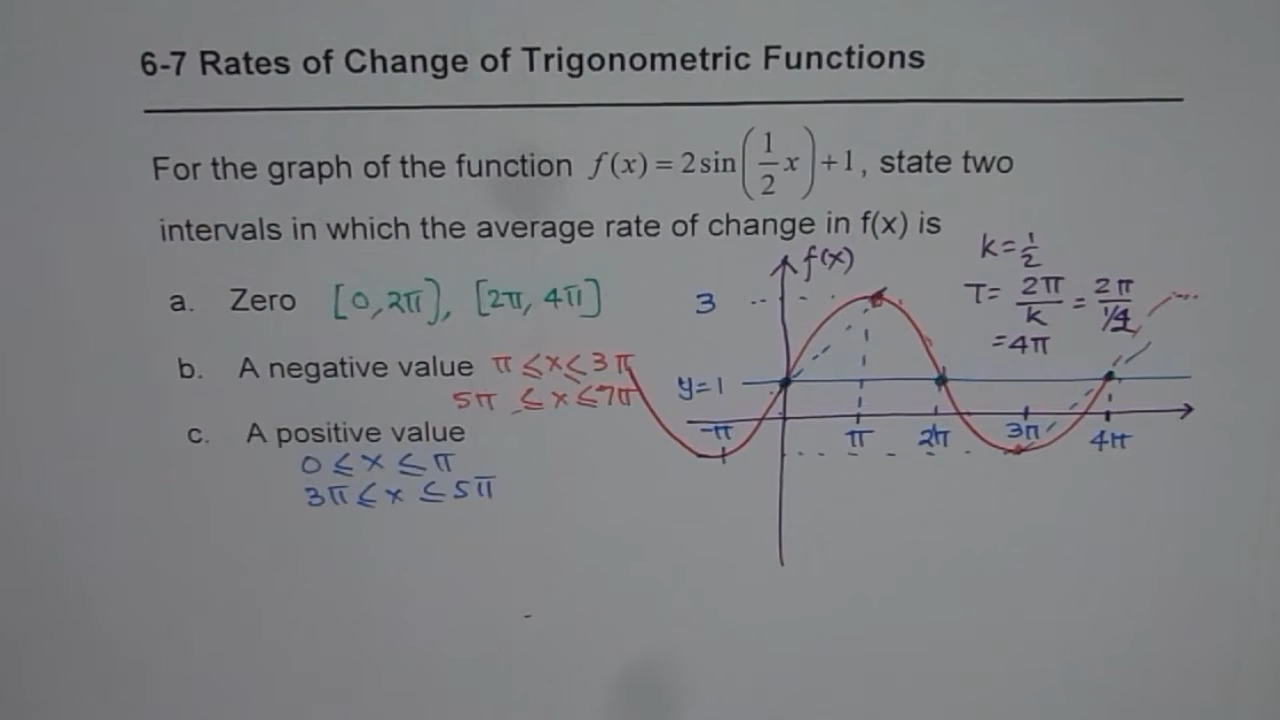 6-7 Rates of Change of Trigonometric Functions
For the graph of the function f(x) = 2 sin(1/2 x) + 1, state two
intervals in which the average rate of change in f(x) is
a. Zero [0, 2π], [2π, 4π]
b. A negative value π ≤ x ≤ 3π
5π ≤ x ≤ 7π
c. A positive value
0 ≤ x ≤ π
3π ≤ x ≤ 5π
f(x)
k = 1/2
T = 2π/k = 2π/½
= 4π
3
y = 1
-π π 2π 3π 4π